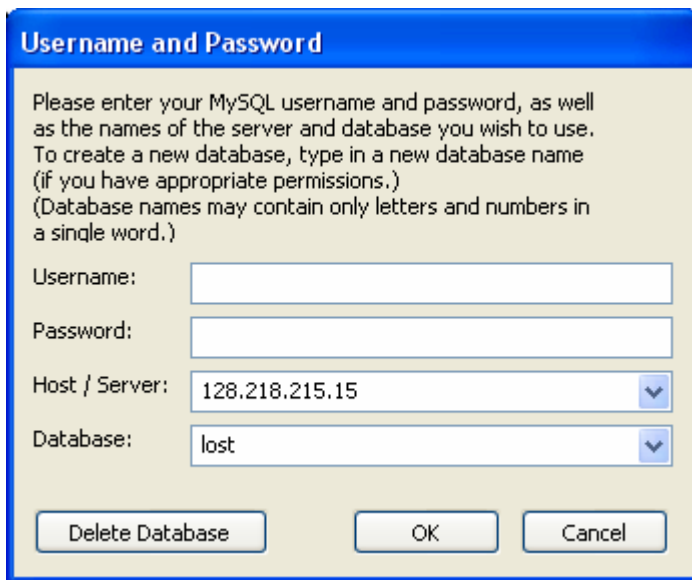 Username and Password
Please enter your MySQL username and password, as well
as the names of the server and database you wish to use.
To create a new database, type in a new database name
(if you have appropriate permissions.)
(Database names may contain only letters and numbers in
a single word.)
Username:
Password:
Host / Server: 128.218.215.15
Database: lost
Delete Database OK Cancel